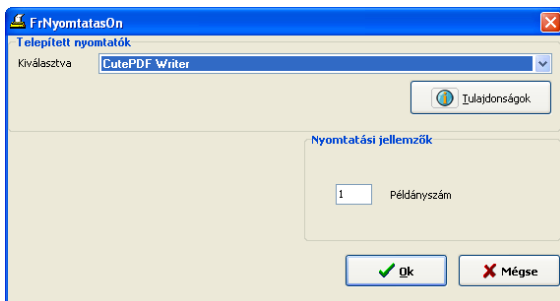 FrNyomtatasOn
Telepített nyomtatók
Kiválasztva CutePDF Writer
Tulajdonságok
Nyomtatási jellemzők
1 Példányszám
Ok Mégse